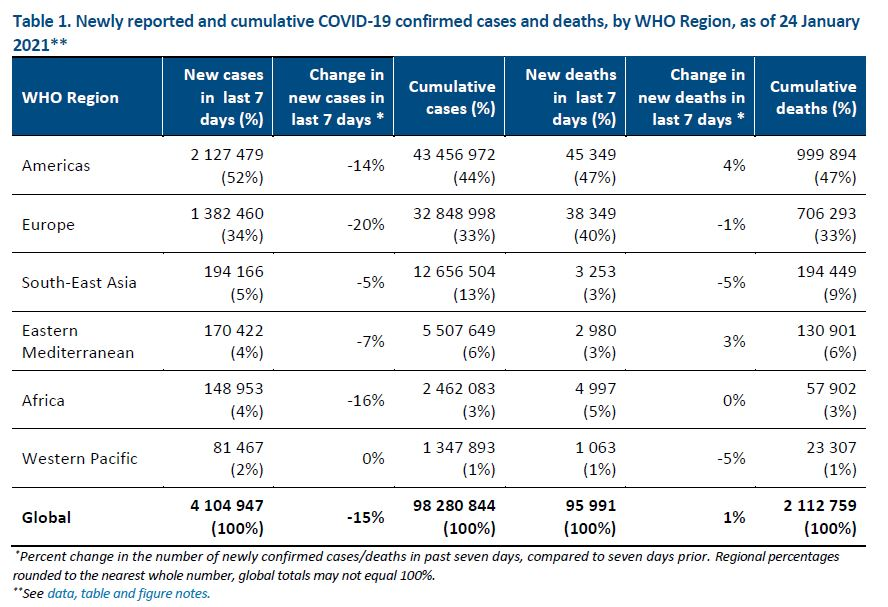 Table 1. Newly reported and cumulative COVID-19 confirmed cases and deaths, by WHO Region, as of 24 January
2021**
WHO Region
New cases
in last 7
days (%)
Change in
new cases in
last 7 days *
Cumulative
cases (%)
New deaths
in last 7
days (%)
Change in
new deaths in
last 7 days *
Cumulative
deaths (%)
Americas
2 127 479
(52%)
-14%
43 456 972
(44%)
45 349
(47%)
4%
999 894
(47%)
Europe
1 382 460
(34%)
-20%
32 848 998
(33%)
38 349
(40%)
-1%
706 293
(33%)
South-East Asia
194 166
(5%)
-5%
12 656 504
(13%)
3 253
(3%)
-5%
194 449
(9%)
Eastern
Mediterranean
170 422
(4%)
-7%
5 507 649
(6%)
2 980
(3%)
3%
130 901
(6%)
Africa
148 953
(4%)
-16%
2 462 083
(3%)
4 997
(5%)
0%
57 902
(3%)
Western Pacific
81 467
(2%)
0%
1 347 893
(1%)
1 063
(1%)
-5%
23 307
(1%)
Global
4 104 947
(100%)
-15%
98 280 844
(100%)
95 991
(100%)
1%
2 112 759
(100%)
*Percent change in the number of newly confirmed cases/deaths in past seven days, compared to seven days prior. Regional percentages
rounded to the nearest whole number, global totals may not equal 100%.
**See data, table and figure notes.